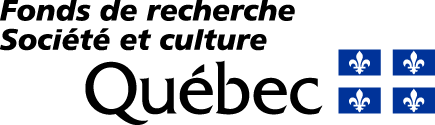 Fonds de recherche
Société et culture
Québec